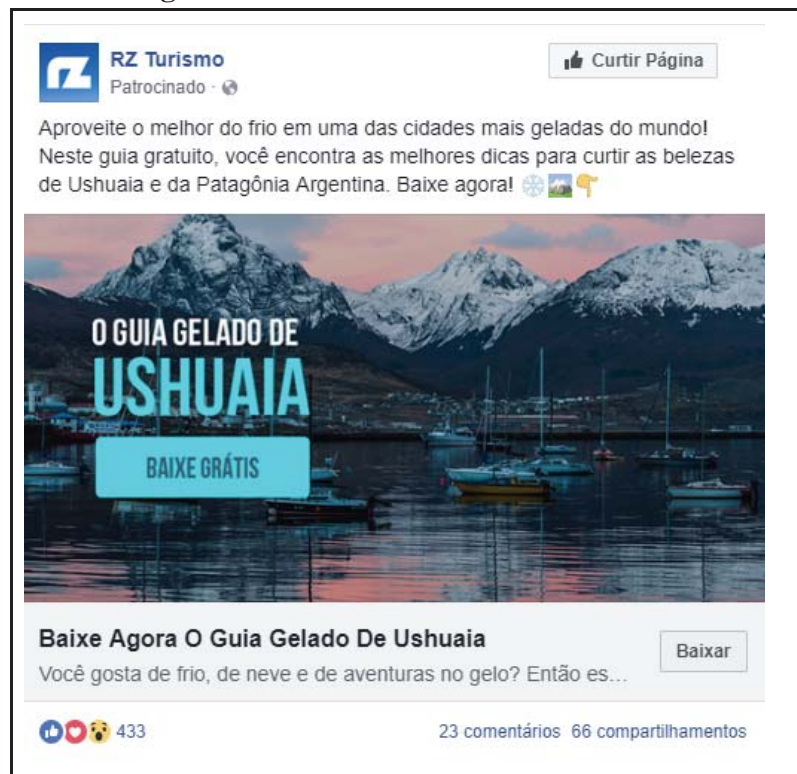 rz RZ Turismo
Curtir Página
Patrocinado ·
Aproveite o melhor do frio em uma das cidades mais geladas do mundo!
Neste guia gratuito, você encontra as melhores dicas para curtir as belezas
de Ushuaia e da Patagônia Argentina. Baixe agora! ❄️🏔️👇
O GUIA GELADO DE
USHUAIA
BAIXE GRÁTIS
Baixe Agora O Guia Gelado De Ushuaia
Você gosta de frio, de neve e de aventuras no gelo? Então es...
Baixar
433
23 comentários 66 compartilhamentos